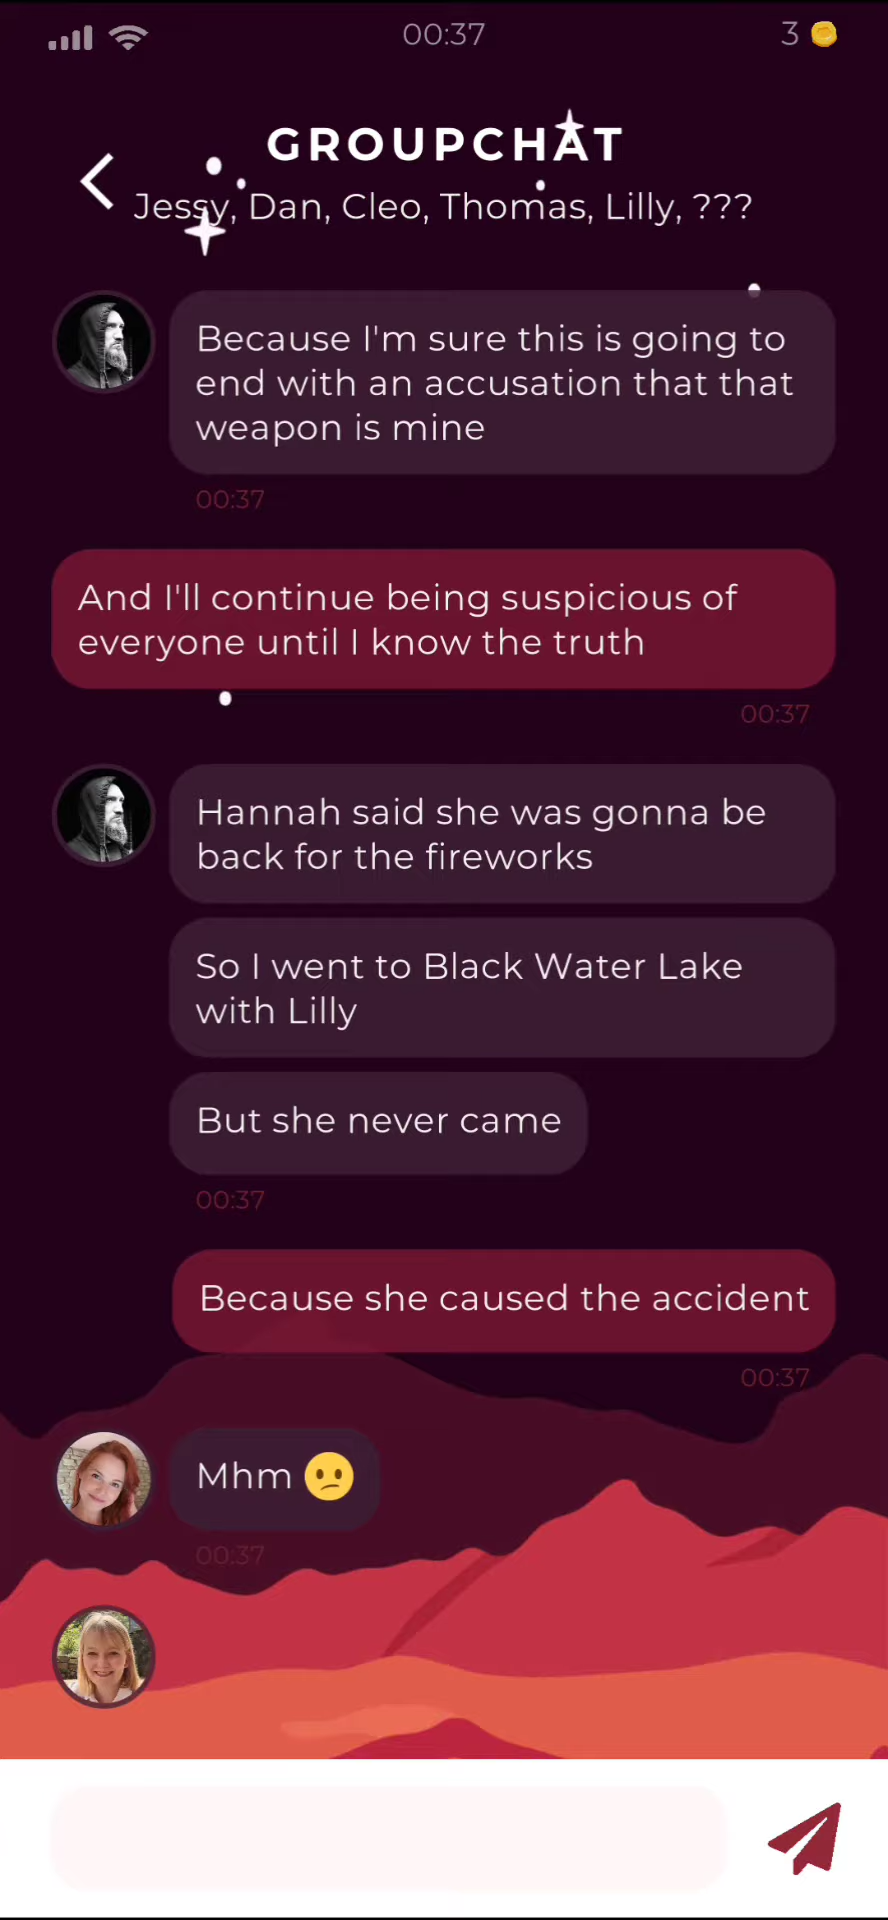 00:37
3
GROUPCHAT
Jessy, Dan, Cleo, Thomas, Lilly, ???
Because I'm sure this is going to
end with an accusation that that
weapon is mine
00:37
And I'll continue being suspicious of
everyone until I know the truth
00:37
Hannah said she was gonna be
back for the fireworks
So I went to Black Water Lake
with Lilly
But she never came
00:37
Because she caused the accident
00:37
Mhm 😕
00:37